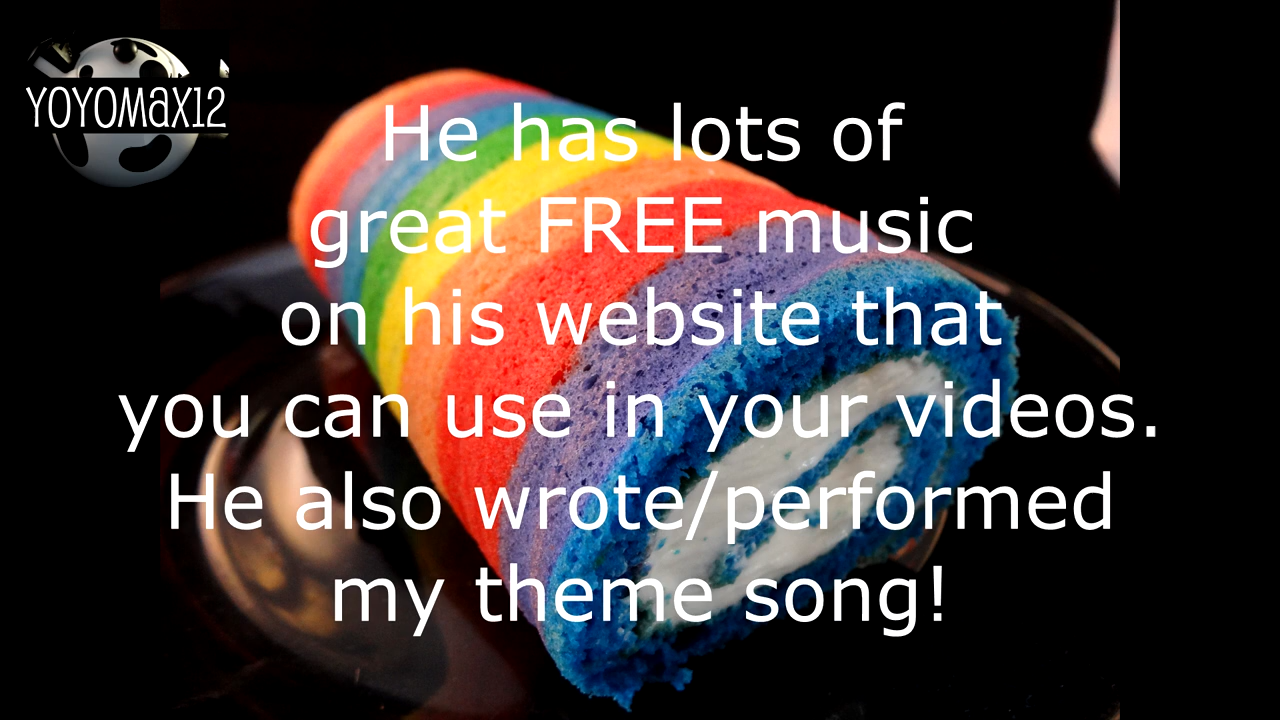 YOYOMAX12
He has lots of
great FREE music
on his website that
you can use in your videos.
He also wrote/performed
my theme song!